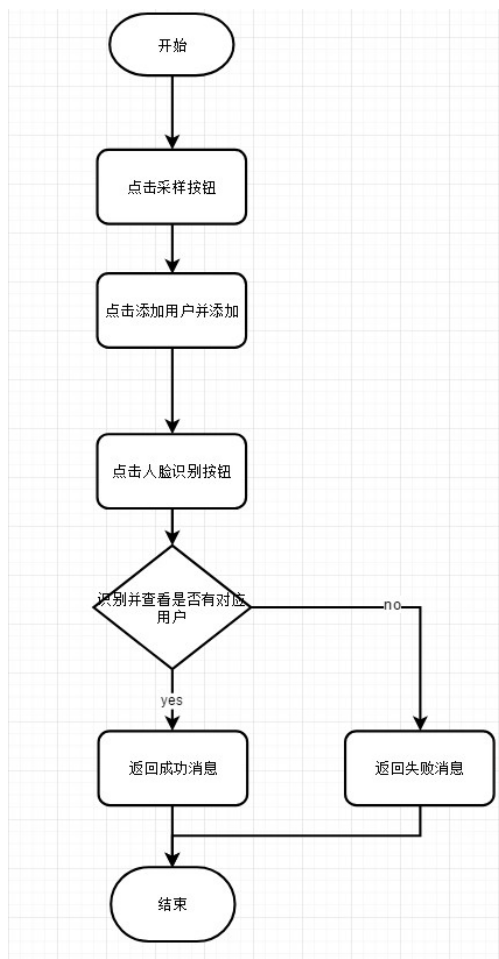 开始
点击采样按钮
点击添加用户并添加
点击人脸识别按钮
识别并查看是否有对应
用户
no
yes
返回成功消息
返回失败消息
结束